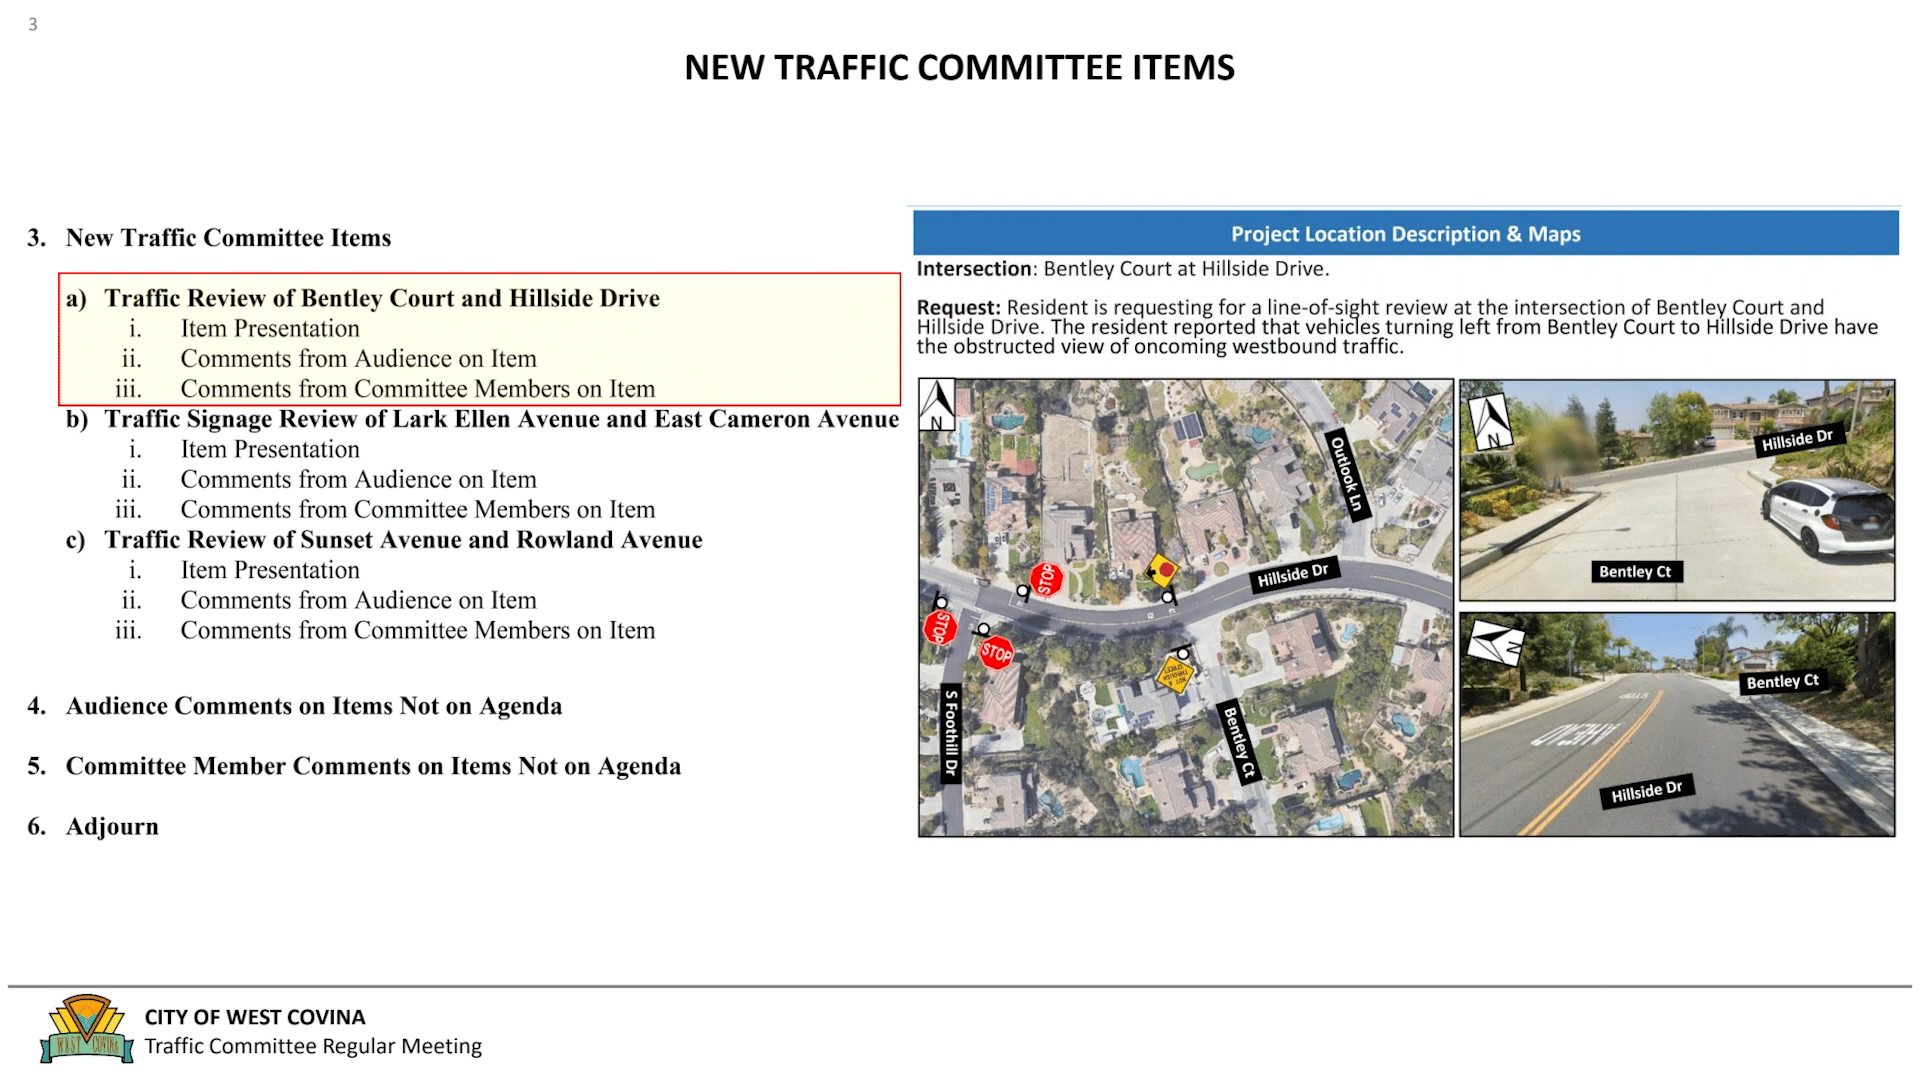 3
NEW TRAFFIC COMMITTEE ITEMS
3. New Traffic Committee Items
a) Traffic Review of Bentley Court and Hillside Drive
i. Item Presentation
ii. Comments from Audience on Item
iii. Comments from Committee Members on Item
b) Traffic Signage Review of Lark Ellen Avenue and East Cameron Avenue
i. Item Presentation
ii. Comments from Audience on Item
iii. Comments from Committee Members on Item
c) Traffic Review of Sunset Avenue and Rowland Avenue
i. Item Presentation
ii. Comments from Audience on Item
iii. Comments from Committee Members on Item
4. Audience Comments on Items Not on Agenda
5. Committee Member Comments on Items Not on Agenda
6. Adjourn
Project Location Description & Maps
Intersection: Bentley Court at Hillside Drive.
Request: Resident is requesting for a line-of-sight review at the intersection of Bentley Court and
Hillside Drive. The resident reported that vehicles turning left from Bentley Court to Hillside Drive have
the obstructed view of oncoming westbound traffic.
N
Outlook Ln
Hillside Dr
STOP
STOP
STOP
NOT A
THROUGH
STREET
S Foothill Dr
Bentley Ct
N
Hillside Dr
Bentley Ct
N
Bentley Ct
STOP
AHEAD
Hillside Dr
WEST COVINA
CITY OF WEST COVINA
Traffic Committee Regular Meeting